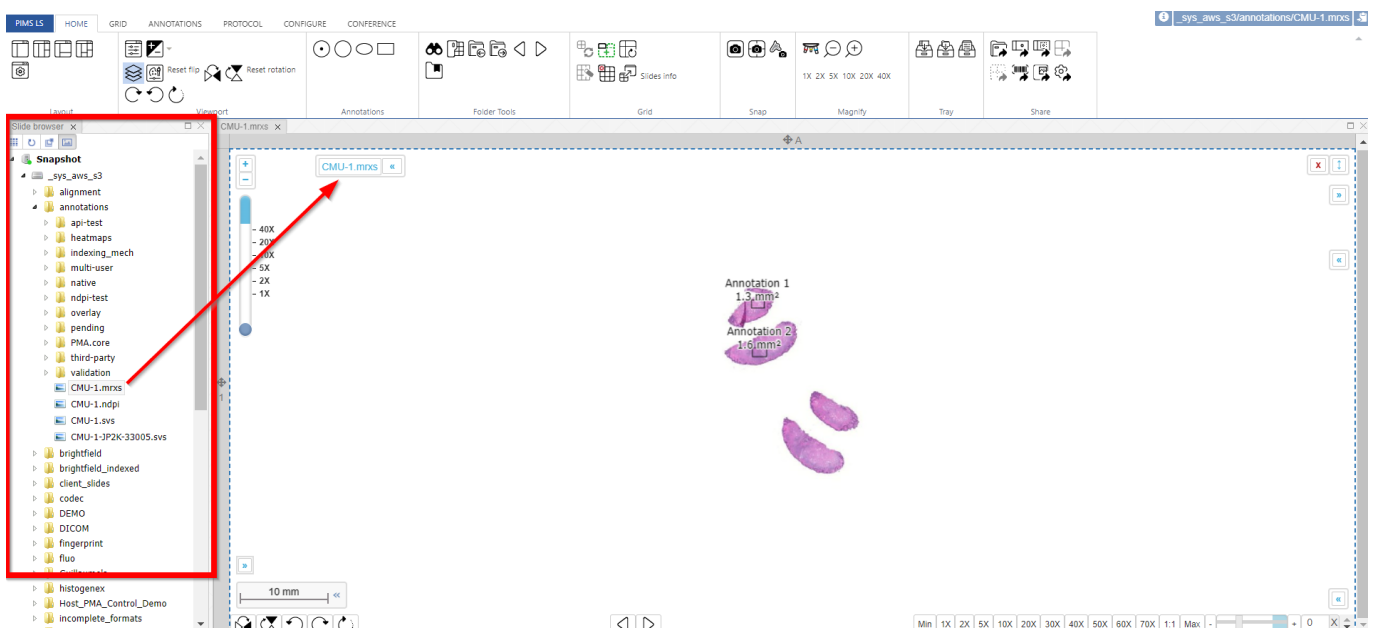 _sys_aws_s3/annotations/CMU-1.mrxs
PIMS LS HOME GRID ANNOTATIONS PROTOCOL CONFIGURE CONFERENCE
Reset flip Reset rotation
Slides info
1X 2X 5X 10X 20X 40X
Layout Viewport Annotations Folder Tools Grid Snap Magnify Tray Share
Slide browser x
CMU-1.mrxs x
A
Snapshot
_sys_aws_s3
alignment
annotations
api-test
heatmaps
indexing_mech
multi-user
native
ndpi-test
overlay
pending
PMA.core
third-party
validation
CMU-1.mrxs
CMU-1.ndpi
CMU-1.svs
CMU-1-JP2K-33005.svs
brightfield
brightfield_indexed
client_slides
codec
DEMO
DICOM
fingerprint
fluo
histogenex
Host_PMA_Control_Demo
incomplete_formats
1
+
CMU-1.mrxs «
-
x
»
«
- 40X
- 20X
- 10X
- 5X
- 2X
- 1X
Annotation 1
1.3 mm²
Annotation 2
1.6 mm²
»
10 mm «
«
Min 1X 2X 5X 10X 20X 30X 40X 50X 60X 70X 1:1 Max - + 0 X